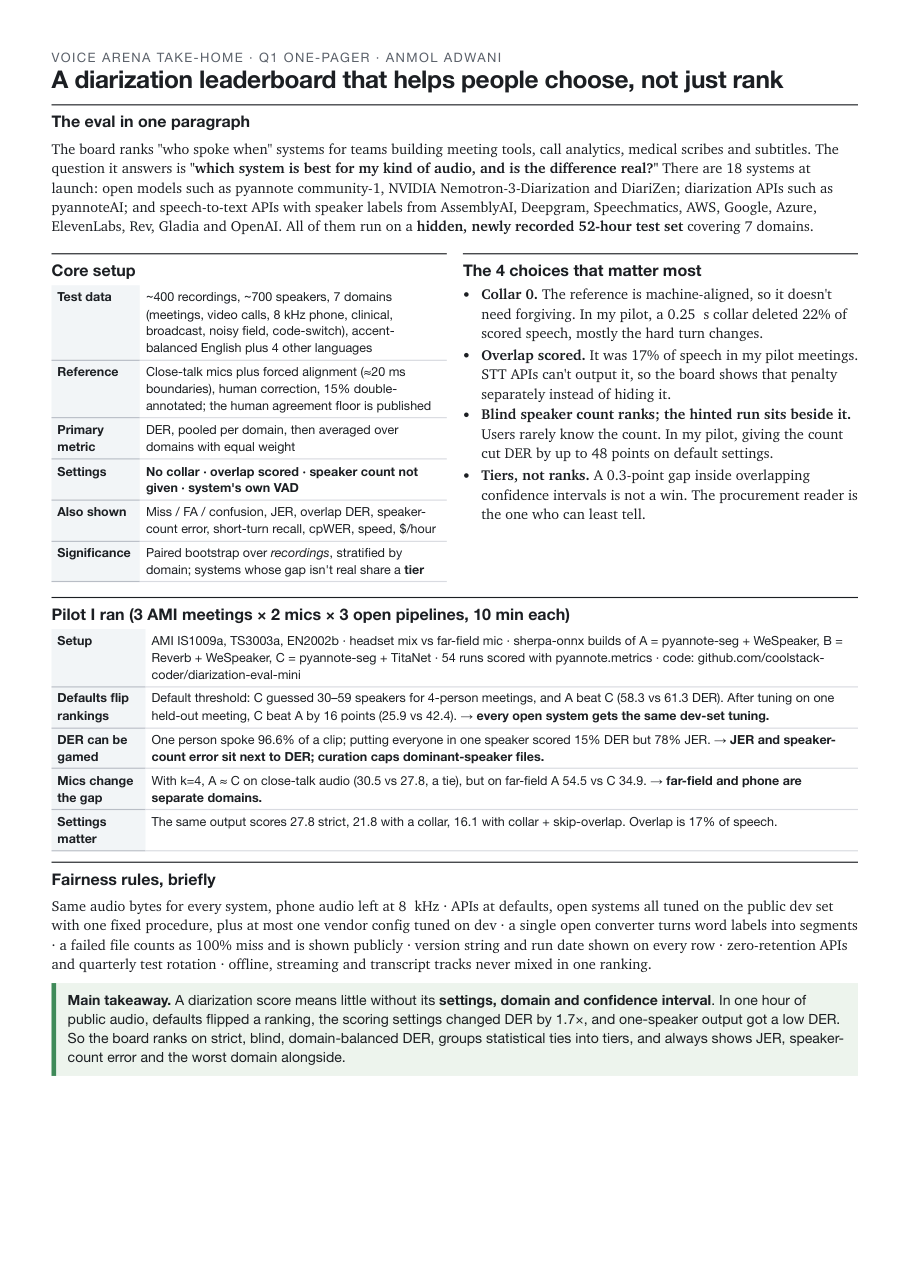 VOICE ARENA TAKE-HOME · Q1 ONE-PAGER · ANMOL ADWANI
A diarization leaderboard that helps people choose, not just rank
The eval in one paragraph
The board ranks "who spoke when" systems for teams building meeting tools, call analytics, medical scribes and subtitles. The
question it answers is "which system is best for my kind of audio, and is the difference real?" There are 18 systems at
launch: open models such as pyannote community-1, NVIDIA Nemotron-3-Diarization and DiariZen; diarization APIs such as
pyannoteAI; and speech-to-text APIs with speaker labels from AssemblyAI, Deepgram, Speechmatics, AWS, Google, Azure,
ElevenLabs, Rev, Gladia and OpenAI. All of them run on a hidden, newly recorded 52-hour test set covering 7 domains.
Core setup
Test data
~400 recordings, ~700 speakers, 7 domains
(meetings, video calls, 8 kHz phone, clinical,
broadcast, noisy field, code-switch), accent-
balanced English plus 4 other languages
Reference
Close-talk mics plus forced alignment (≈20 ms
boundaries), human correction, 15% double-
annotated; the human agreement floor is published
Primary
metric
DER, pooled per domain, then averaged over
domains with equal weight
Settings
No collar · overlap scored · speaker count not
given · system's own VAD
Also shown
Miss / FA / confusion, JER, overlap DER, speaker-
count error, short-turn recall, cpWER, speed, $/hour
Significance
Paired bootstrap over recordings, stratified by
domain; systems whose gap isn't real share a tier
The 4 choices that matter most
• Collar 0. The reference is machine-aligned, so it doesn't
need forgiving. In my pilot, a 0.25 s collar deleted 22% of
scored speech, mostly the hard turn changes.
• Overlap scored. It was 17% of speech in my pilot meetings.
STT APIs can't output it, so the board shows that penalty
separately instead of hiding it.
• Blind speaker count ranks; the hinted run sits beside it.
Users rarely know the count. In my pilot, giving the count
cut DER by up to 48 points on default settings.
• Tiers, not ranks. A 0.3-point gap inside overlapping
confidence intervals is not a win. The procurement reader is
the one who can least tell.
Pilot I ran (3 AMI meetings × 2 mics × 3 open pipelines, 10 min each)
Setup
AMI IS1009a, TS3003a, EN2002b · headset mix vs far-field mic · sherpa-onnx builds of A = pyannote-seg + WeSpeaker, B =
Reverb + WeSpeaker, C = pyannote-seg + TitaNet · 54 runs scored with pyannote.metrics · code: github.com/coolstack-
coder/diarization-eval-mini
Defaults flip
rankings
Default threshold: C guessed 30–59 speakers for 4-person meetings, and A beat C (58.3 vs 61.3 DER). After tuning on one
held-out meeting, C beat A by 16 points (25.9 vs 42.4). → every open system gets the same dev-set tuning.
DER can be
gamed
One person spoke 96.6% of a clip; putting everyone in one speaker scored 15% DER but 78% JER. → JER and speaker-
count error sit next to DER; curation caps dominant-speaker files.
Mics change
the gap
With k=4, A ≈ C on close-talk audio (30.5 vs 27.8, a tie), but on far-field A 54.5 vs C 34.9. → far-field and phone are
separate domains.
Settings
matter
The same output scores 27.8 strict, 21.8 with a collar, 16.1 with collar + skip-overlap. Overlap is 17% of speech.
Fairness rules, briefly
Same audio bytes for every system, phone audio left at 8 kHz · APIs at defaults, open systems all tuned on the public dev set
with one fixed procedure, plus at most one vendor config tuned on dev · a single open converter turns word labels into segments
· a failed file counts as 100% miss and is shown publicly · version string and run date shown on every row · zero-retention APIs
and quarterly test rotation · offline, streaming and transcript tracks never mixed in one ranking.
Main takeaway. A diarization score means little without its settings, domain and confidence interval. In one hour of
public audio, defaults flipped a ranking, the scoring settings changed DER by 1.7×, and one-speaker output got a low DER.
So the board ranks on strict, blind, domain-balanced DER, groups statistical ties into tiers, and always shows JER, speaker-
count error and the worst domain alongside.